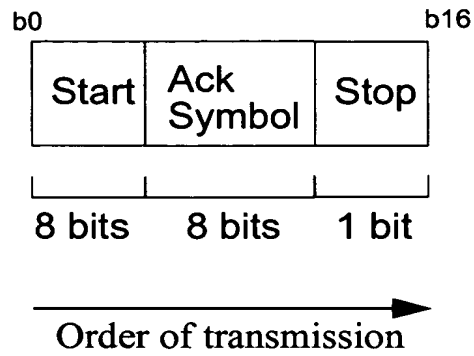 b0 b16
Start Ack Symbol Stop
8 bits 8 bits 1 bit
Order of transmission